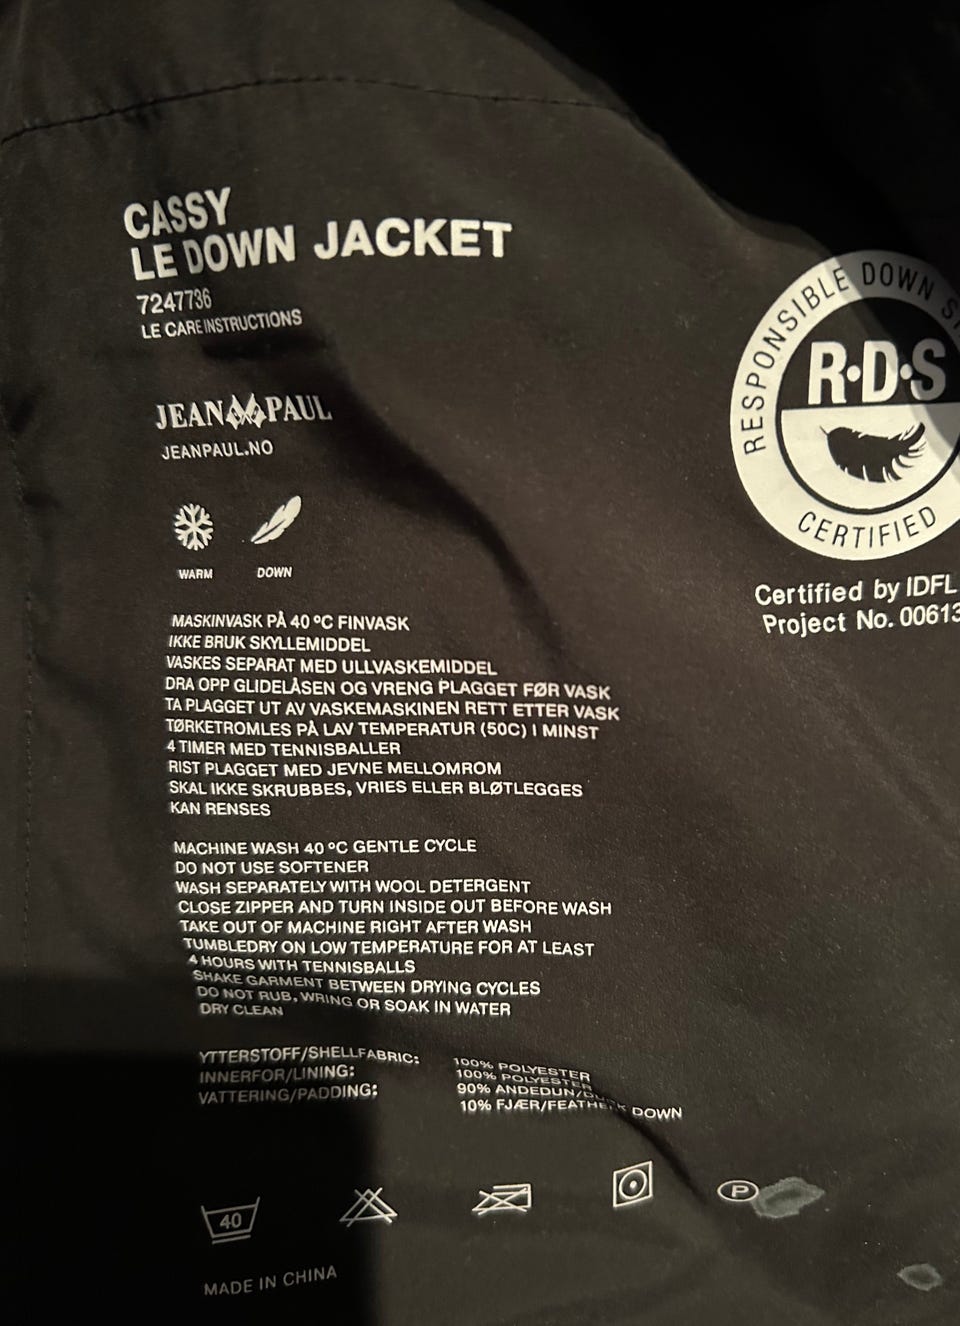 CASSY
LE DOWN JACKET
7247736
LE CARE INSTRUCTIONS
JEAN PAUL
JEANPAUL.NO
WARM DOWN
RESPONSIBLE DOWN
R•D•S
CERTIFIED
Certified by IDFL
Project No. 00613
MASKINVASK PÅ 40 ºC FINVASK
IKKE BRUK SKYLLEMIDDEL
VASKES SEPARAT MED ULLVASKEMIDDEL
DRA OPP GLIDELÅSEN OG VRENG PLAGGET FØR VASK
TA PLAGGET UT AV VASKEMASKINEN RETT ETTER VASK
TØRKETROMLES PÅ LAV TEMPERATUR (50C) I MINST
4 TIMER MED TENNISBALLER
RIST PLAGGET MED JEVNE MELLOMROM
SKAL IKKE SKRUBBES, VRIES ELLER BLØTLEGGES
KAN RENSES
MACHINE WASH 40 ºC GENTLE CYCLE
DO NOT USE SOFTENER
WASH SEPARATELY WITH WOOL DETERGENT
CLOSE ZIPPER AND TURN INSIDE OUT BEFORE WASH
TAKE OUT OF MACHINE RIGHT AFTER WASH
TUMBLEDRY ON LOW TEMPERATURE FOR AT LEAST
4 HOURS WITH TENNISBALLS
SHAKE GARMENT BETWEEN DRYING CYCLES
DO NOT RUB, WRING OR SOAK IN WATER
DRY CLEAN
YTTERSTOFF/SHELLFABRIC: 100% POLYESTER
INNERFOR/LINING: 100% POLYESTER
VATTERING/PADDING: 90% ANDEDUN/ DOWN
10% FJÆR/FEATHER
40 P
MADE IN CHINA